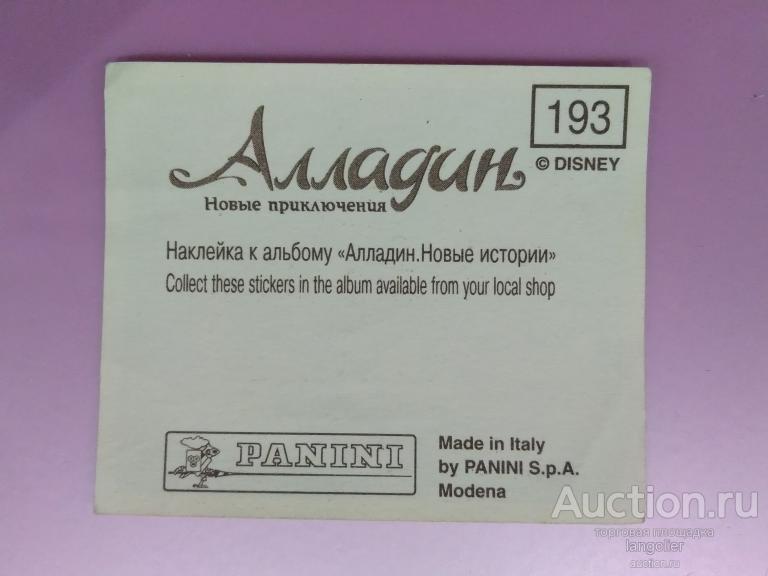 193
Алладин
© DISNEY
Новые приключения
Наклейка к альбому «Алладин.Новые истории»
Collect these stickers in the album available from your local shop
PANINI
Made in Italy
by PANINI S.p.A.
Modena
Auction.ru
торговая площадка
langolier
auction.ru